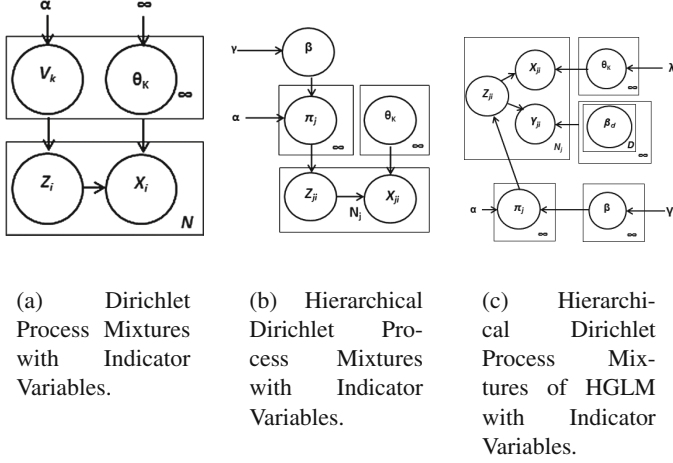 α
∞
V_k
θ_K
∞
Z_i
X_i
N
γ
β
α
π_j
∞
θ_K
∞
Z_ji
N_j
X_ji
X_ji
θ_K
∞
λ
Z_ji
Y_ji
N_j
β_d
D
∞
α
π_j
∞
β
∞
γ
(a) Dirichlet
Process Mixtures
with Indicator
Variables.
(b) Hierarchical
Dirichlet Pro-
cess Mixtures
with Indicator
Variables.
(c) Hierarchi-
cal Dirichlet
Process Mix-
tures of HGLM
with Indicator
Variables.